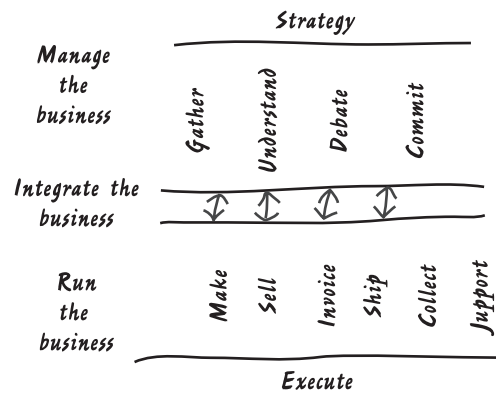 Strategy
Manage
the
business
Gather
Understand
Debate
Commit
Integrate the
business
Run
the
business
Make
Sell
Invoice
Ship
Collect
Support
Execute